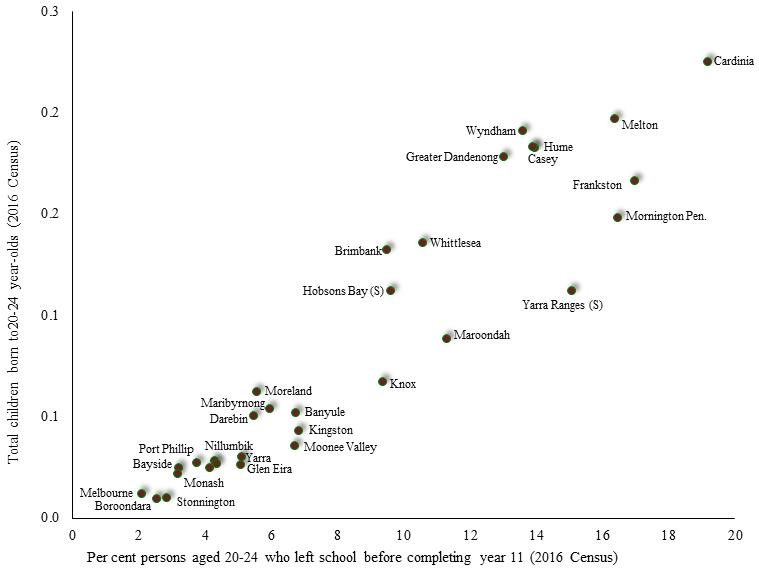 0.3
Cardinia
0.2
Melton
Wyndham
Hume
Greater Dandenong
Casey
Frankston
0.2
Mornington Pen.
Brimbank
Whittlesea
Hobsons Bay (S)
Yarra Ranges (S)
0.1
Maroondah
Knox
Moreland
Maribyrnong
Banyule
0.1
Darebin
Kingston
Port Phillip
Nillumbik
Moonee Valley
Yarra
Bayside
Glen Eira
Monash
Melbourne
Stonnington
Boroondara
0.0
0 2 4 6 8 10 12 14 16 18 20
Per cent persons aged 20-24 who left school before completing year 11 (2016 Census)
Total children born to20-24 year-olds (2016 Census)